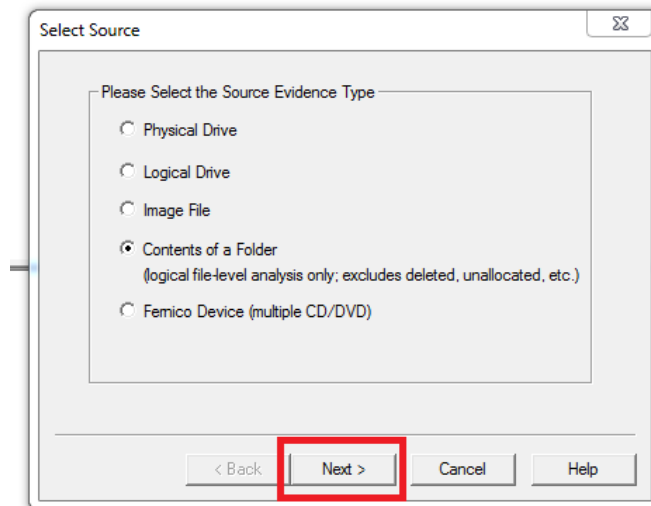 Select Source
Please Select the Source Evidence Type
Physical Drive
Logical Drive
Image File
Contents of a Folder
(logical file-level analysis only; excludes deleted, unallocated, etc.)
Fernico Device (multiple CD/DVD)
< Back Next > Cancel Help